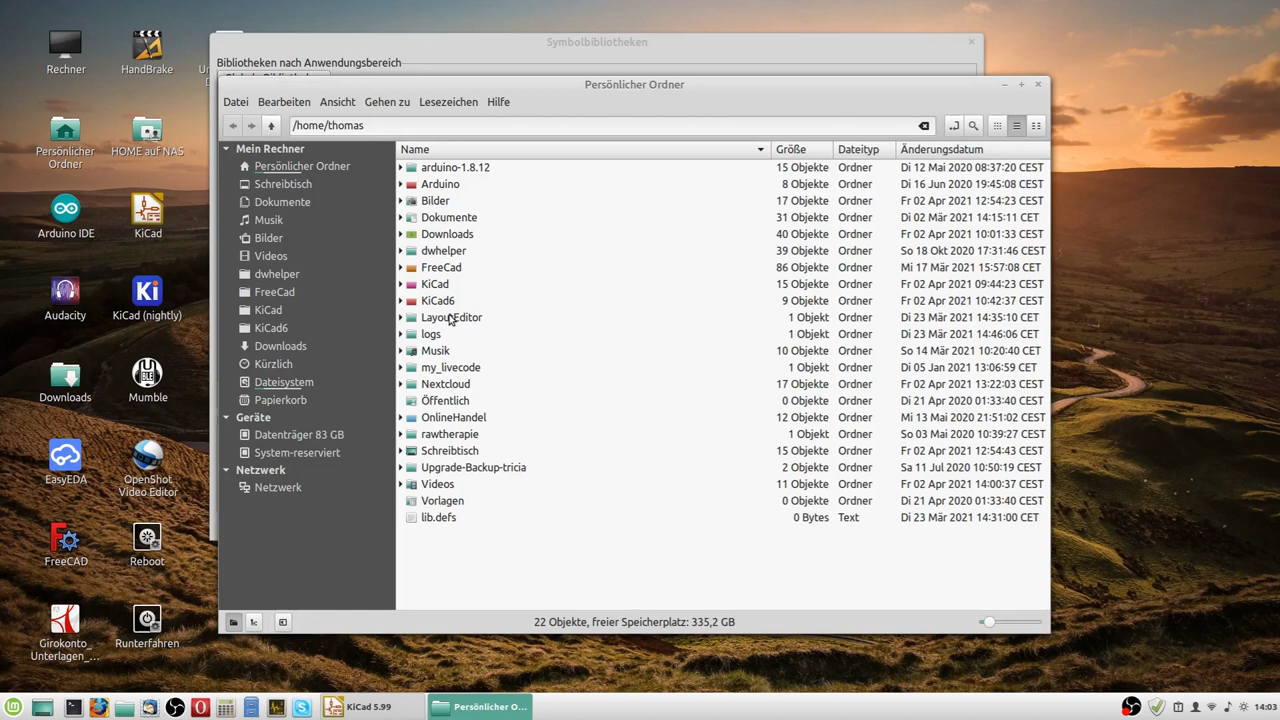 Symbolbibliotheken
Bibliotheken nach Anwendungsbereich
Persönlicher Ordner
Datei Bearbeiten Ansicht Gehen zu Lesezeichen Hilfe
/home/thomas
Rechner
HandBrake
Persönlicher Ordner
HOME auf NAS
Arduino IDE
KiCad
Audacity
KiCad (nightly)
Downloads
Mumble
EasyEDA
OpenShot Video Editor
FreeCAD
Reboot
Girokonto_Unterlagen_...
Runterfahren
Mein Rechner
Persönlicher Ordner
Schreibtisch
Dokumente
Musik
Bilder
Videos
dwhelper
FreeCad
KiCad
KiCad6
Downloads
Kürzlich
Dateisystem
Papierkorb
Geräte
Datenträger 83 GB
System-reserviert
Netzwerk
Netzwerk
Name Größe Dateityp Änderungsdatum
arduino-1.8.12 15 Objekte Ordner Di 12 Mai 2020 08:37:20 CEST
Arduino 8 Objekte Ordner Di 16 Jun 2020 19:45:08 CEST
Bilder 17 Objekte Ordner Fr 02 Apr 2021 12:54:23 CEST
Dokumente 31 Objekte Ordner Di 02 Mär 2021 14:15:11 CET
Downloads 40 Objekte Ordner Fr 02 Apr 2021 10:01:33 CEST
dwhelper 39 Objekte Ordner So 18 Okt 2020 17:31:46 CEST
FreeCad 86 Objekte Ordner Mi 17 Mär 2021 15:57:08 CET
KiCad 15 Objekte Ordner Fr 02 Apr 2021 09:44:23 CEST
KiCad6 9 Objekte Ordner Fr 02 Apr 2021 10:42:37 CEST
LayoutEditor 1 Objekt Ordner Di 23 Mär 2021 14:35:10 CET
logs 1 Objekt Ordner Di 23 Mär 2021 14:46:06 CET
Musik 10 Objekte Ordner So 14 Mär 2021 10:20:40 CET
my_livecode 1 Objekt Ordner Di 05 Jan 2021 13:06:59 CET
Nextcloud 17 Objekte Ordner Fr 02 Apr 2021 13:22:03 CEST
Öffentlich 0 Objekte Ordner Di 21 Apr 2020 01:33:40 CEST
OnlineHandel 12 Objekte Ordner Mi 13 Mai 2020 21:51:02 CEST
rawtherapie 1 Objekt Ordner So 03 Mai 2020 10:39:27 CEST
Schreibtisch 15 Objekte Ordner Fr 02 Apr 2021 12:54:43 CEST
Upgrade-Backup-tricia 2 Objekte Ordner Sa 11 Jul 2020 10:50:19 CEST
Videos 11 Objekte Ordner Fr 02 Apr 2021 14:00:37 CEST
Vorlagen 0 Objekte Ordner Di 21 Apr 2020 01:33:40 CEST
lib.defs 0 Bytes Text Di 23 Mär 2021 14:31:00 CET
22 Objekte, freier Speicherplatz: 335,2 GB
KiCad 5.99
Persönlicher O...
14:03